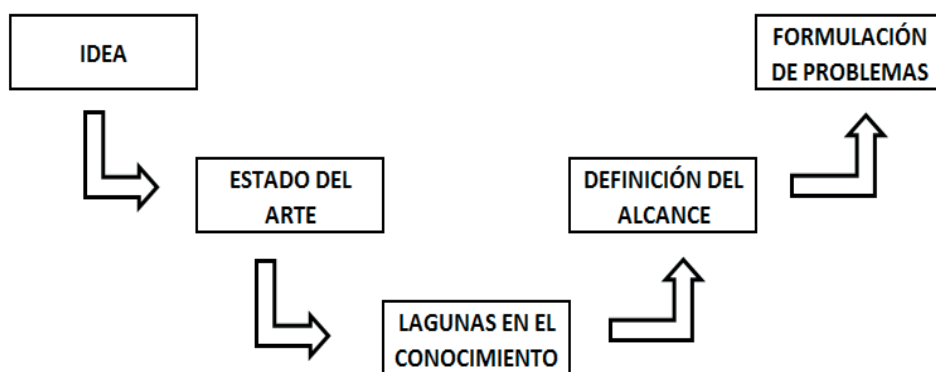 IDEA
ESTADO DEL
ARTE
LAGUNAS EN EL
CONOCIMIENTO
DEFINICIÓN DEL
ALCANCE
FORMULACIÓN
DE PROBLEMAS